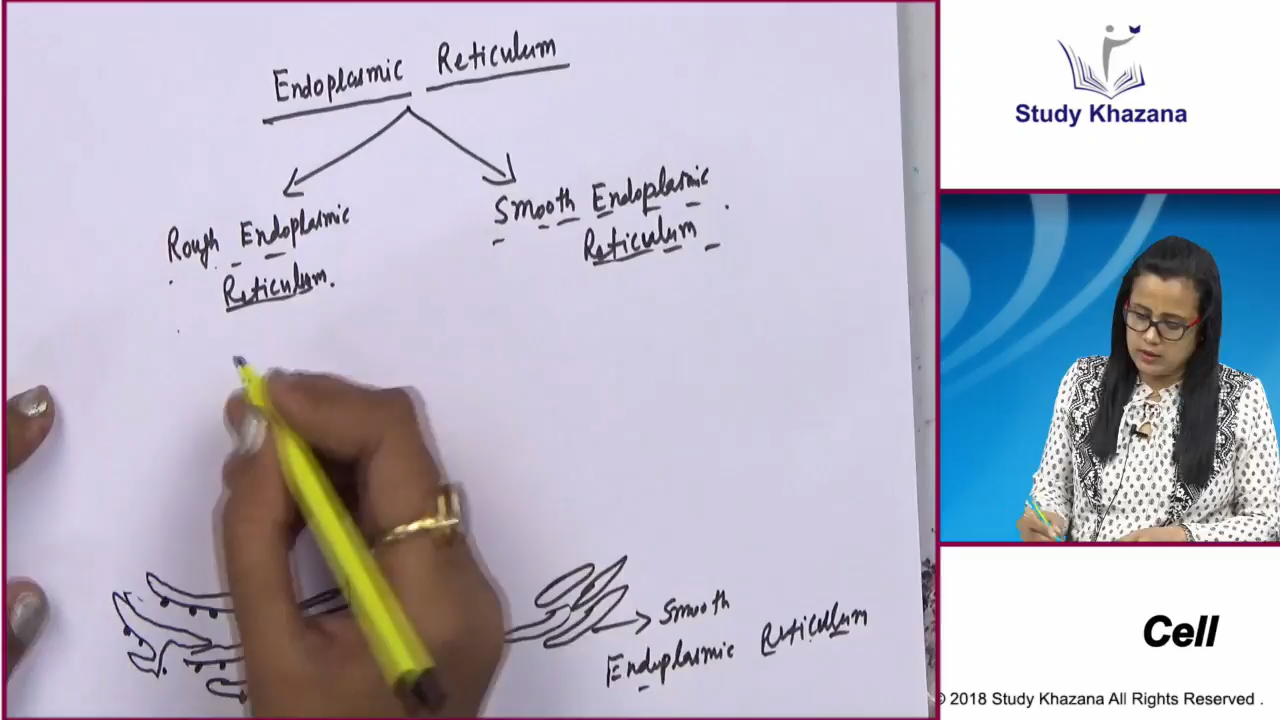 Endoplasmic Reticulum
Rough Endoplasmic
Reticulum.
Smooth Endoplasmic
Reticulum
Smooth
Endoplasmic Reticulum
Study Khazana
Cell
© 2018 Study Khazana All Rights Reserved .